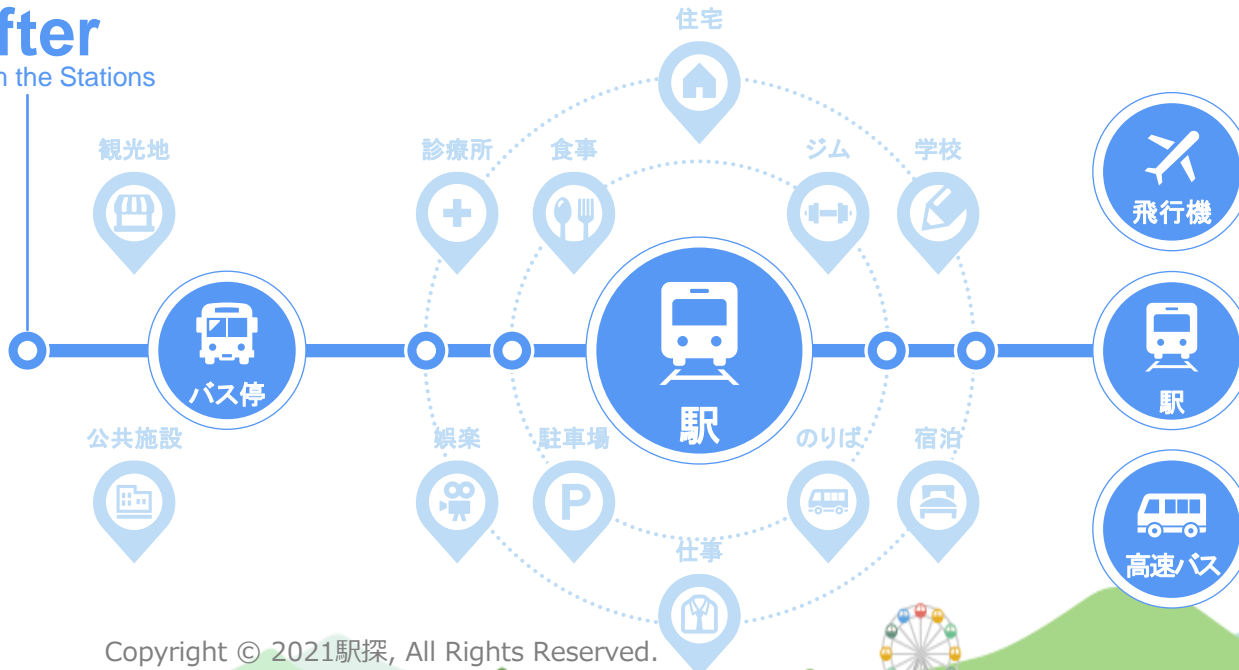 fter
n the Stations
住宅
観光地
診療所
食事
ジム
学校
飛行機
バス停
駅
駅
公共施設
娯楽
駐車場
P
のりば
宿泊
仕事
高速バス
Copyright © 2021駅探, All Rights Reserved.